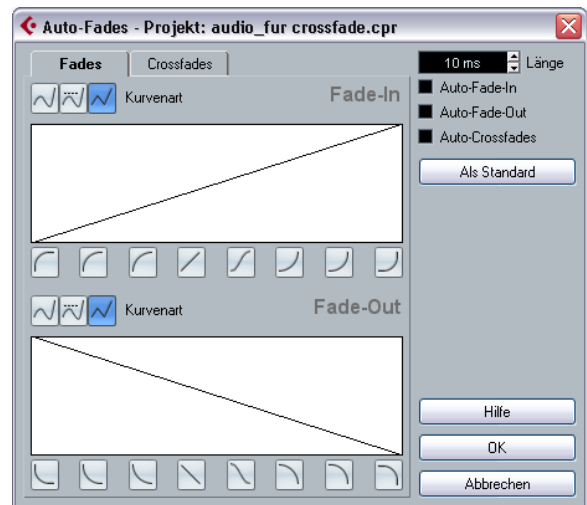 Auto-Fades - Projekt: audio_fur crossfade.cpr
Fades
Crossfades
10 ms
Länge
Kurvenart
Fade-In
Auto-Fade-In
Auto-Fade-Out
Auto-Crossfades
Als Standard
Kurvenart
Fade-Out
Hilfe
OK
Abbrechen